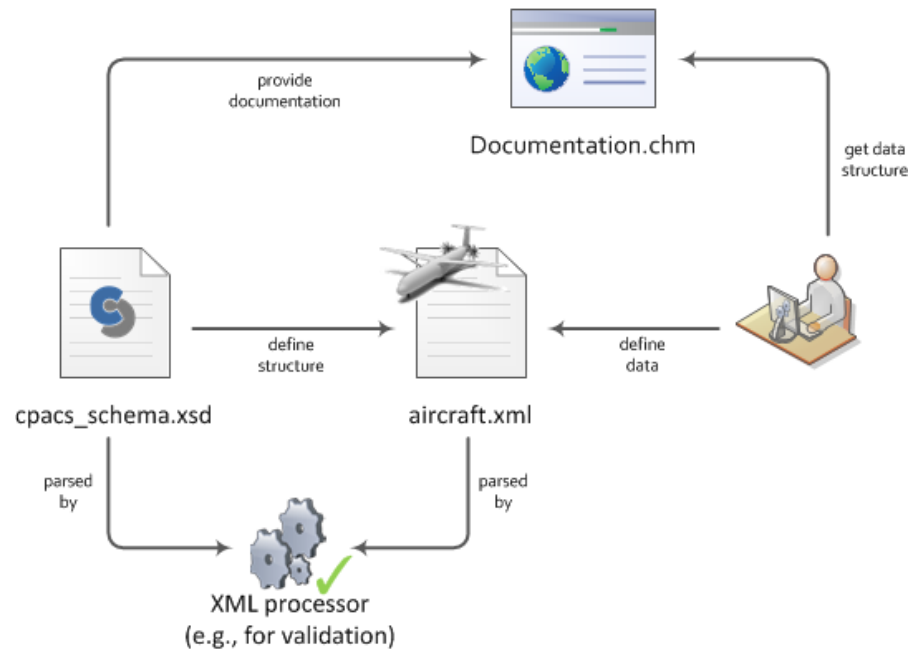 provide
documentation
Documentation.chm
get data
structure
define
structure
define
data
cpacs_schema.xsd
aircraft.xml
parsed
by
parsed
by
XML processor
(e.g., for validation)